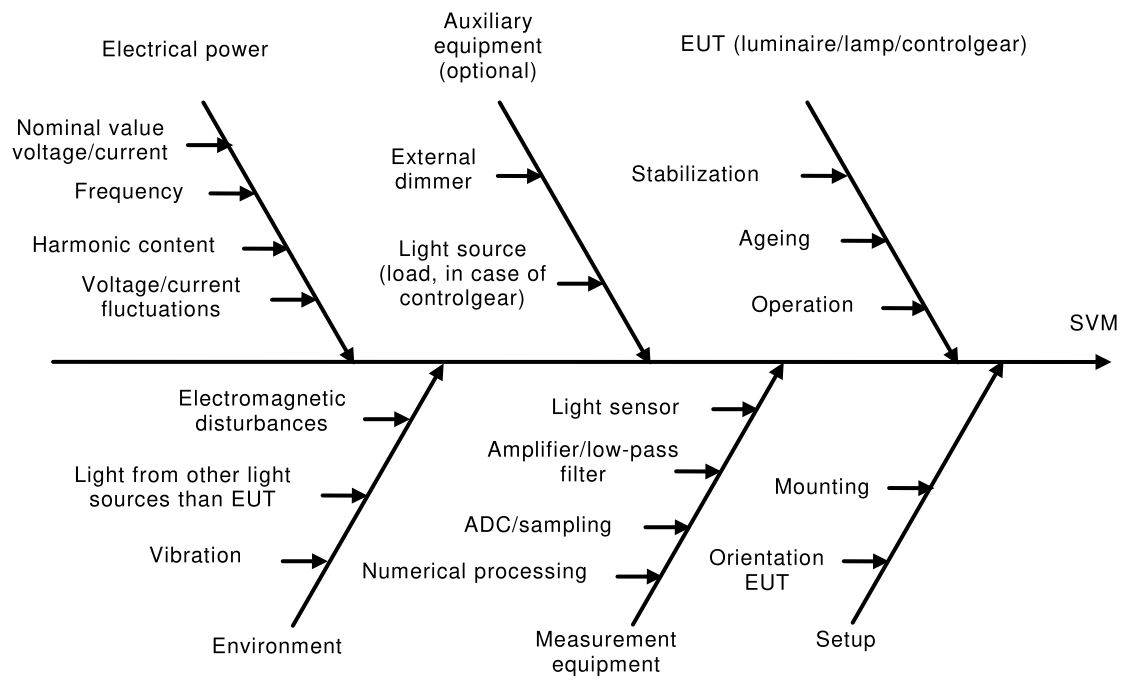 Electrical power
Nominal value
voltage/current
Frequency
Harmonic content
Voltage/current
fluctuations
Auxiliary
equipment
(optional)
External
dimmer
Light source
(load, in case of
controlgear)
EUT (luminaire/lamp/controlgear)
Stabilization
Ageing
Operation
SVM
Electromagnetic
disturbances
Light from other light
sources than EUT
Vibration
Environment
Light sensor
Amplifier/low-pass
filter
ADC/sampling
Numerical processing
Measurement
equipment
Mounting
Orientation
EUT
Setup